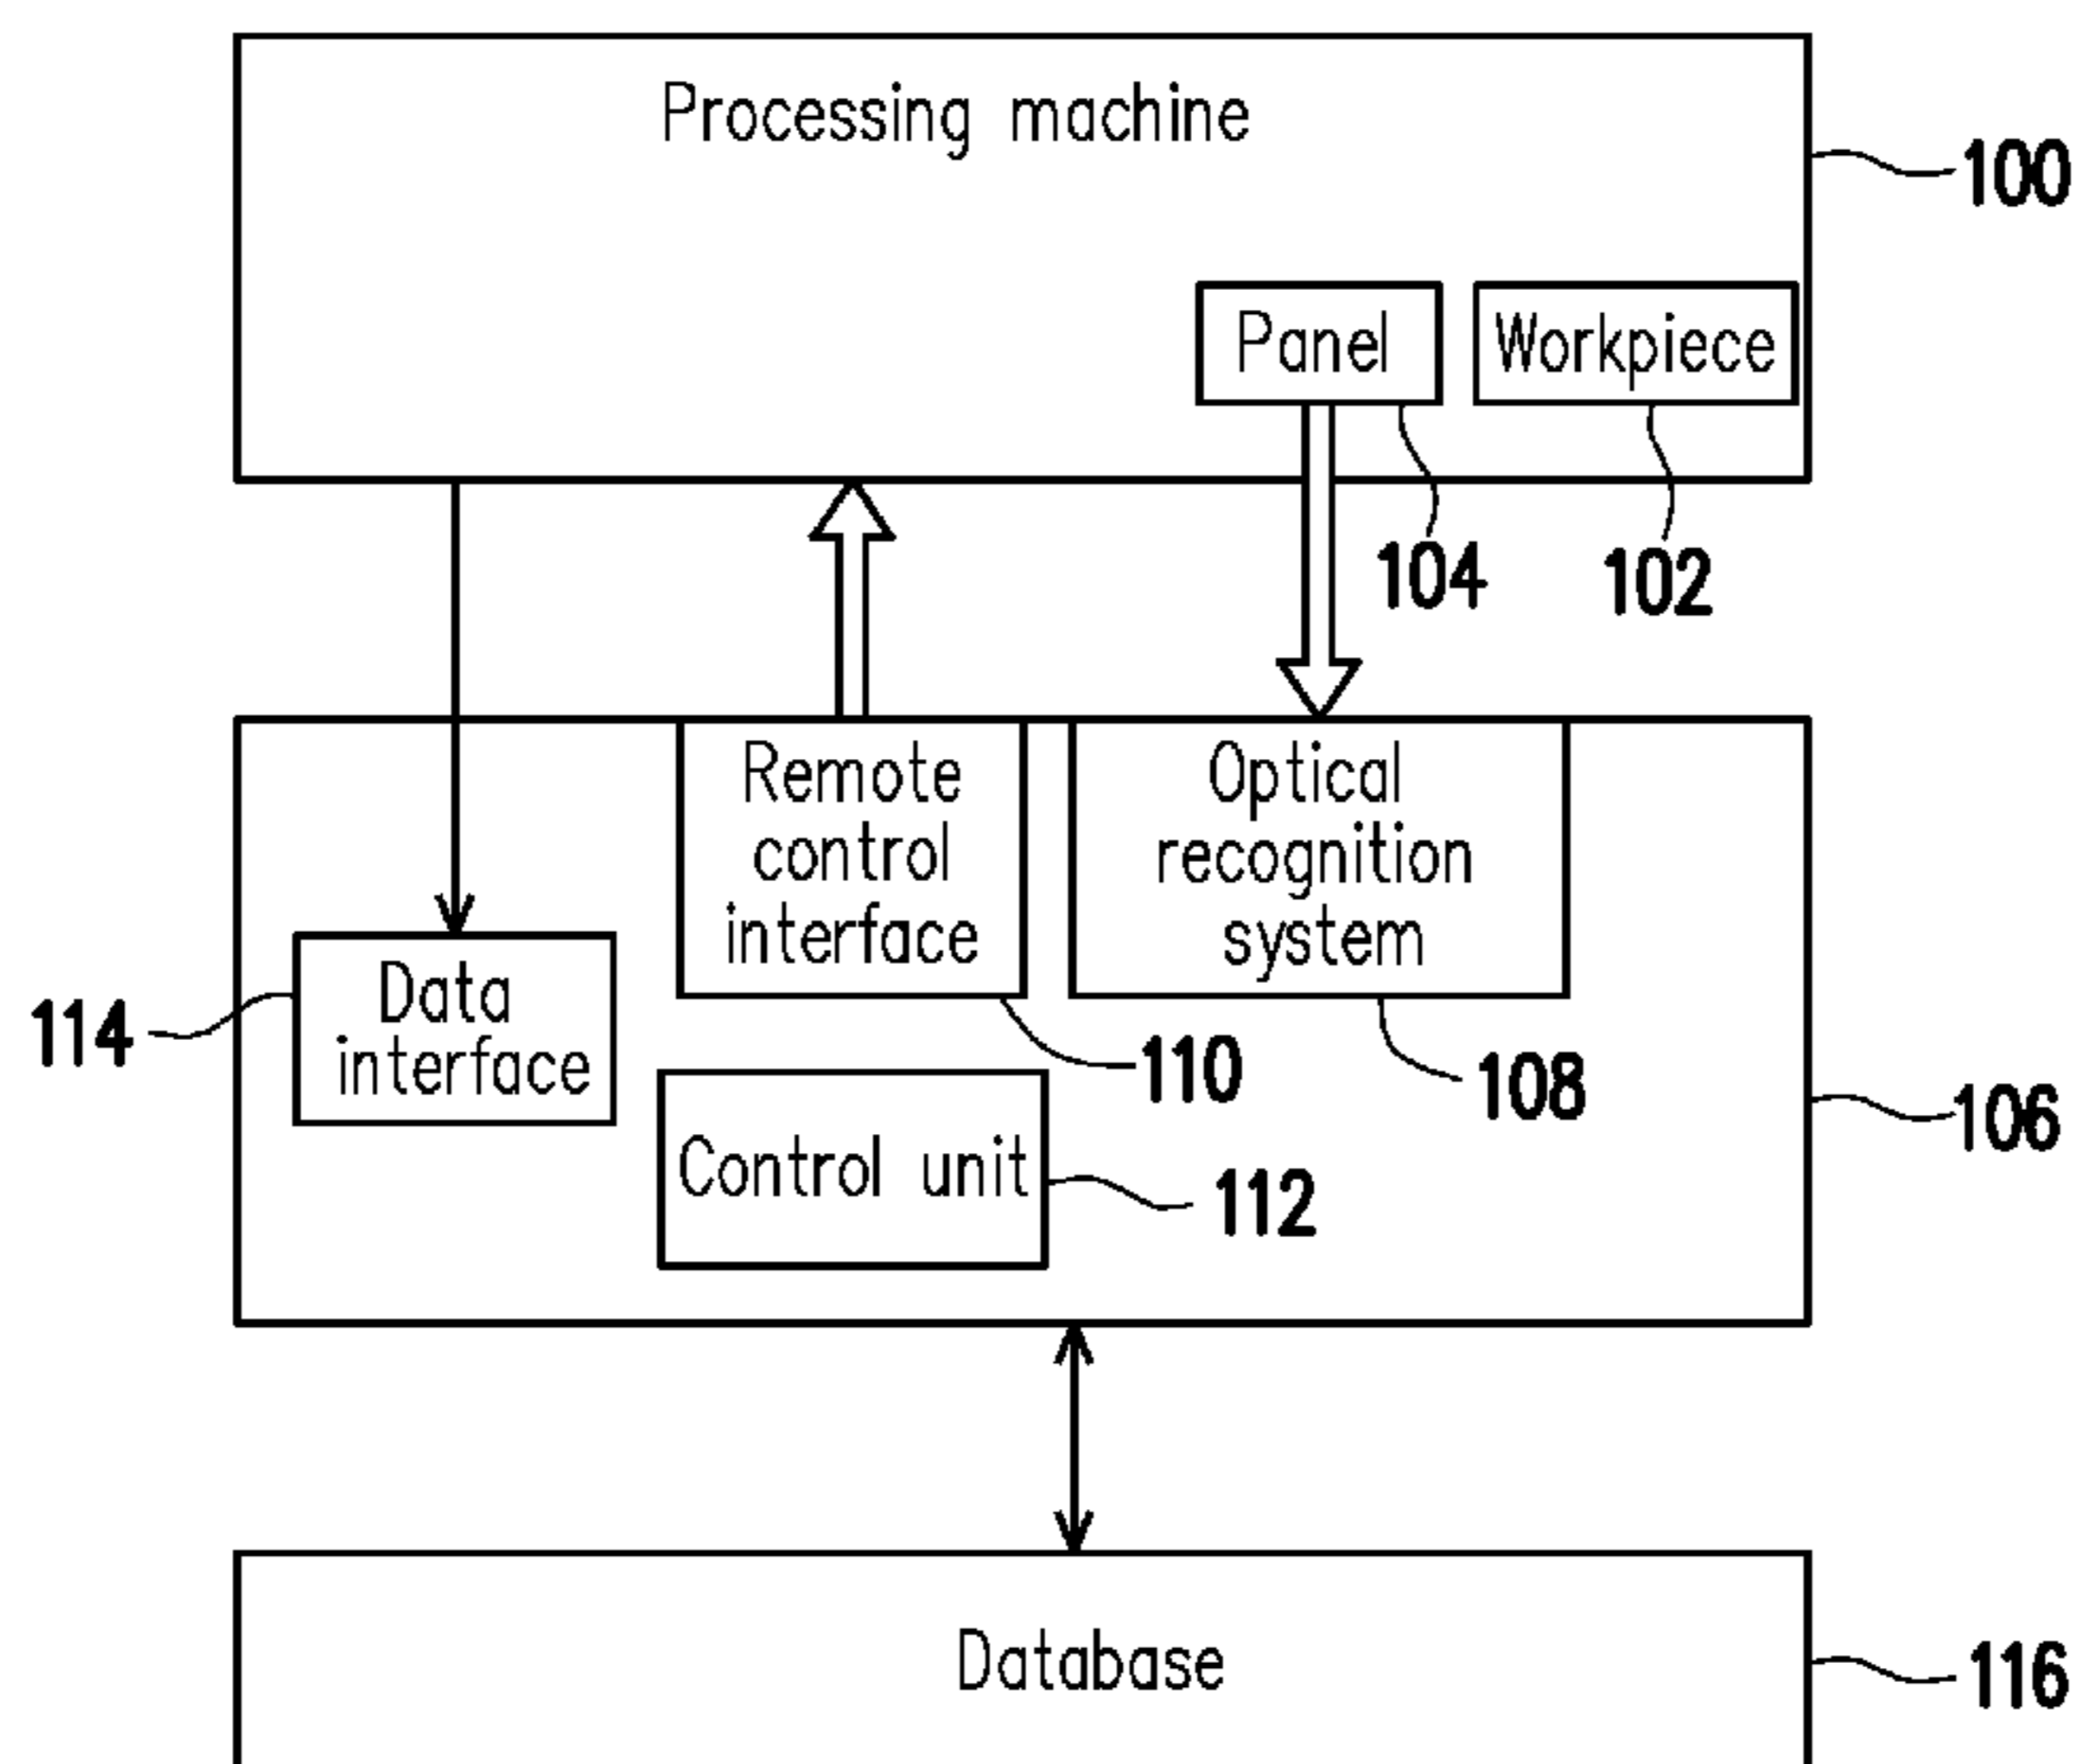 Processing machine
100
Panel
Workpiece
104
102
Remote
control
interface
Optical
recognition
system
Data
interface
114
110
108
106
Control unit
112
Database
116